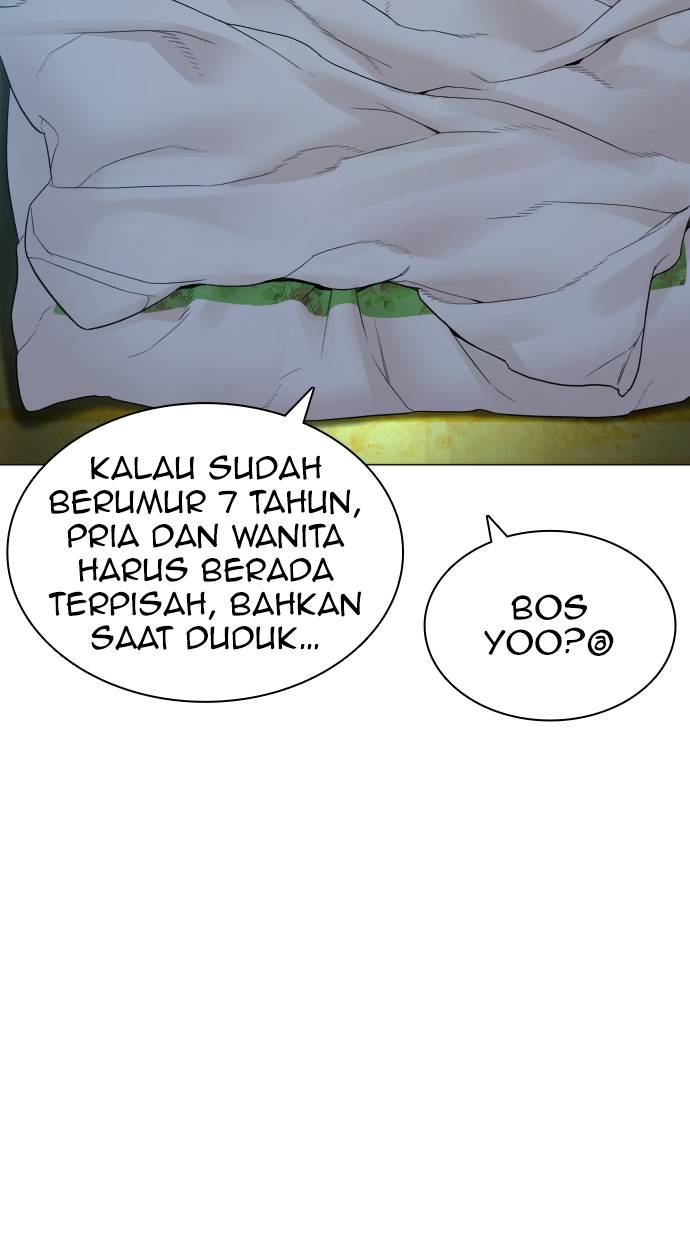 KALAU SUDAH
BERUMUR 7 TAHUN,
PRIA DAN WANITA
HARUS BERADA
TERPISAH, BAHKAN
SAAT DUDUK...
BOS
YOO?@